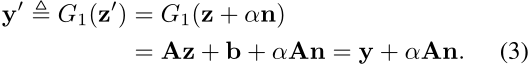 y′ ≜ G₁(z′) = G₁(z + αn)
= Az + b + αAn = y + αAn. (3)